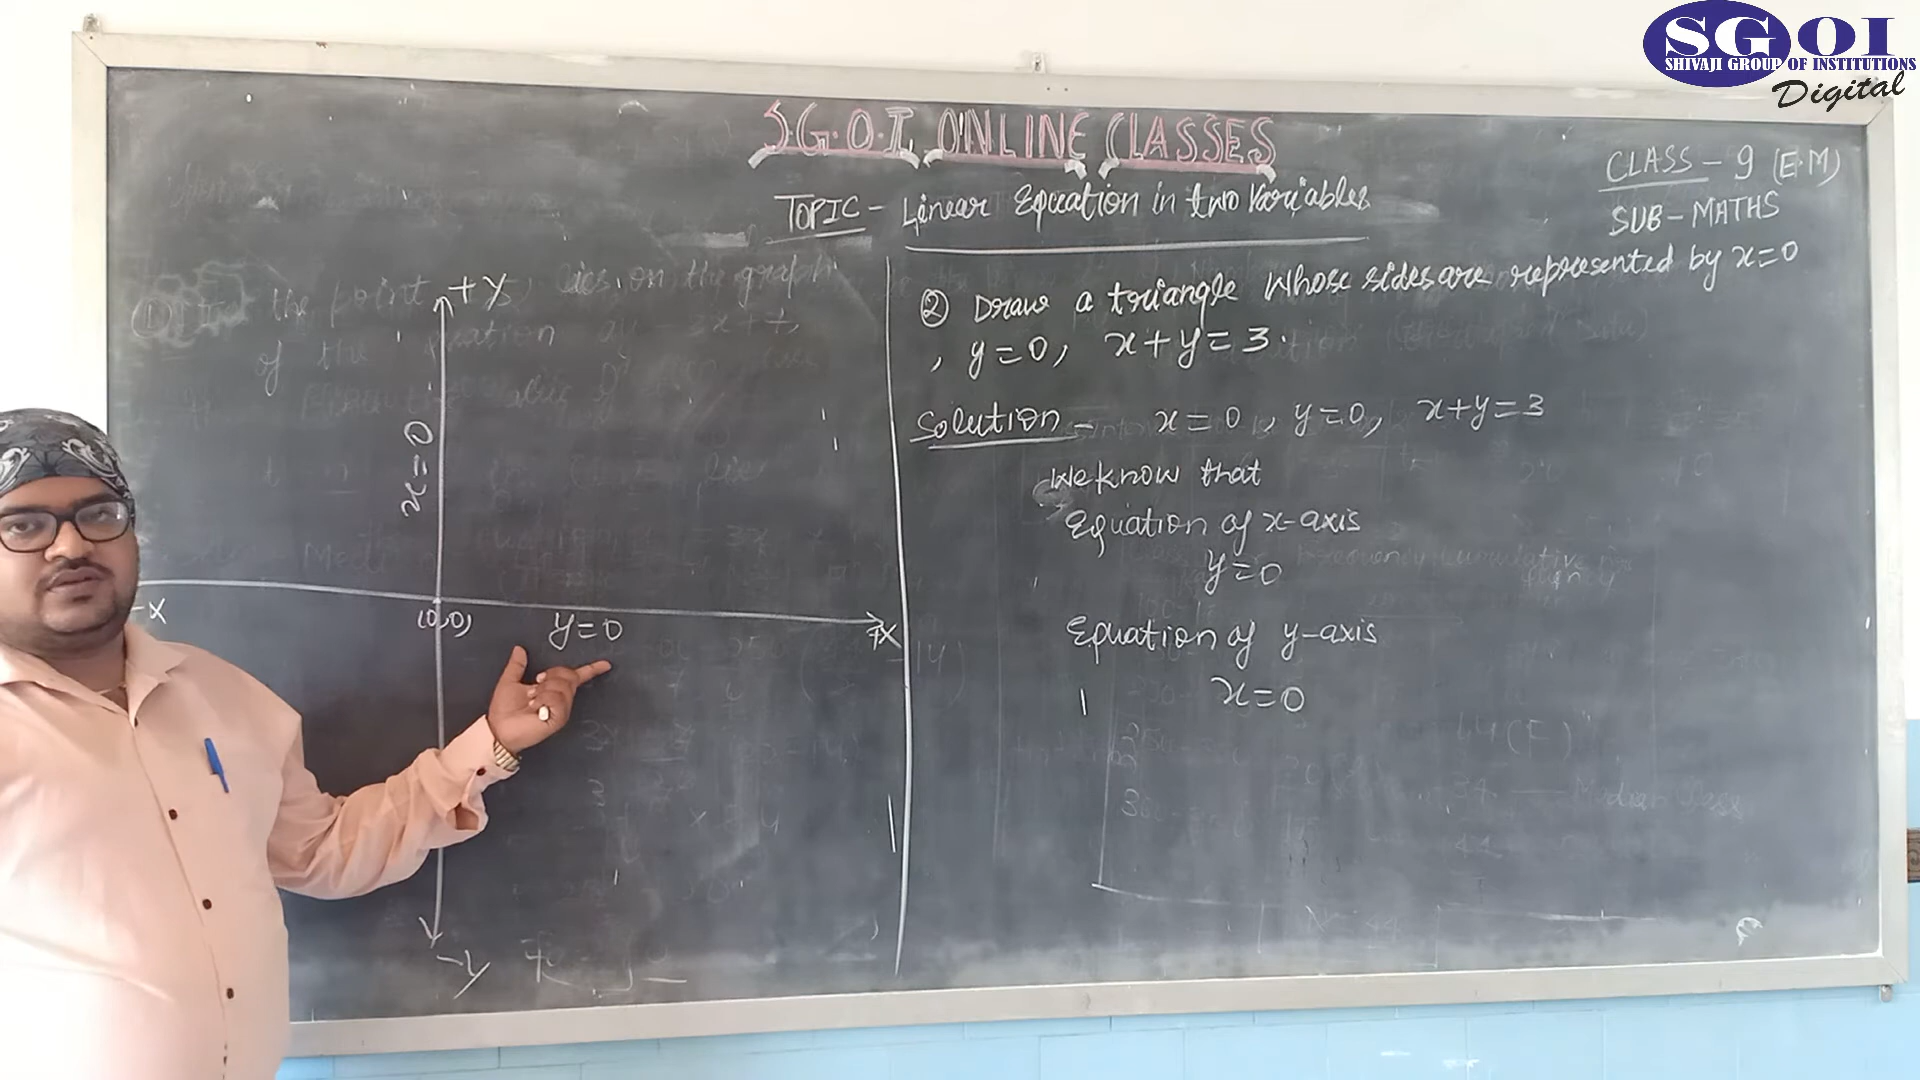 SGOI
SHIVAJI GROUP OF INSTITUTIONS
Digital
S.G.O.I. ONLINE CLASSES
CLASS - 9 (E.M)
SUB - MATHS
TOPIC - Linear Equation in two Variables
② Draw a triangle Whose sides are represented by x=0
, y=0, x+y=3.
Solution - x=0, y=0, x+y=3
We know that
Equation of x-axis
y=0
Equation of y-axis
x=0
+y
x=0
-x
(0,0)
y=0
+x
-y